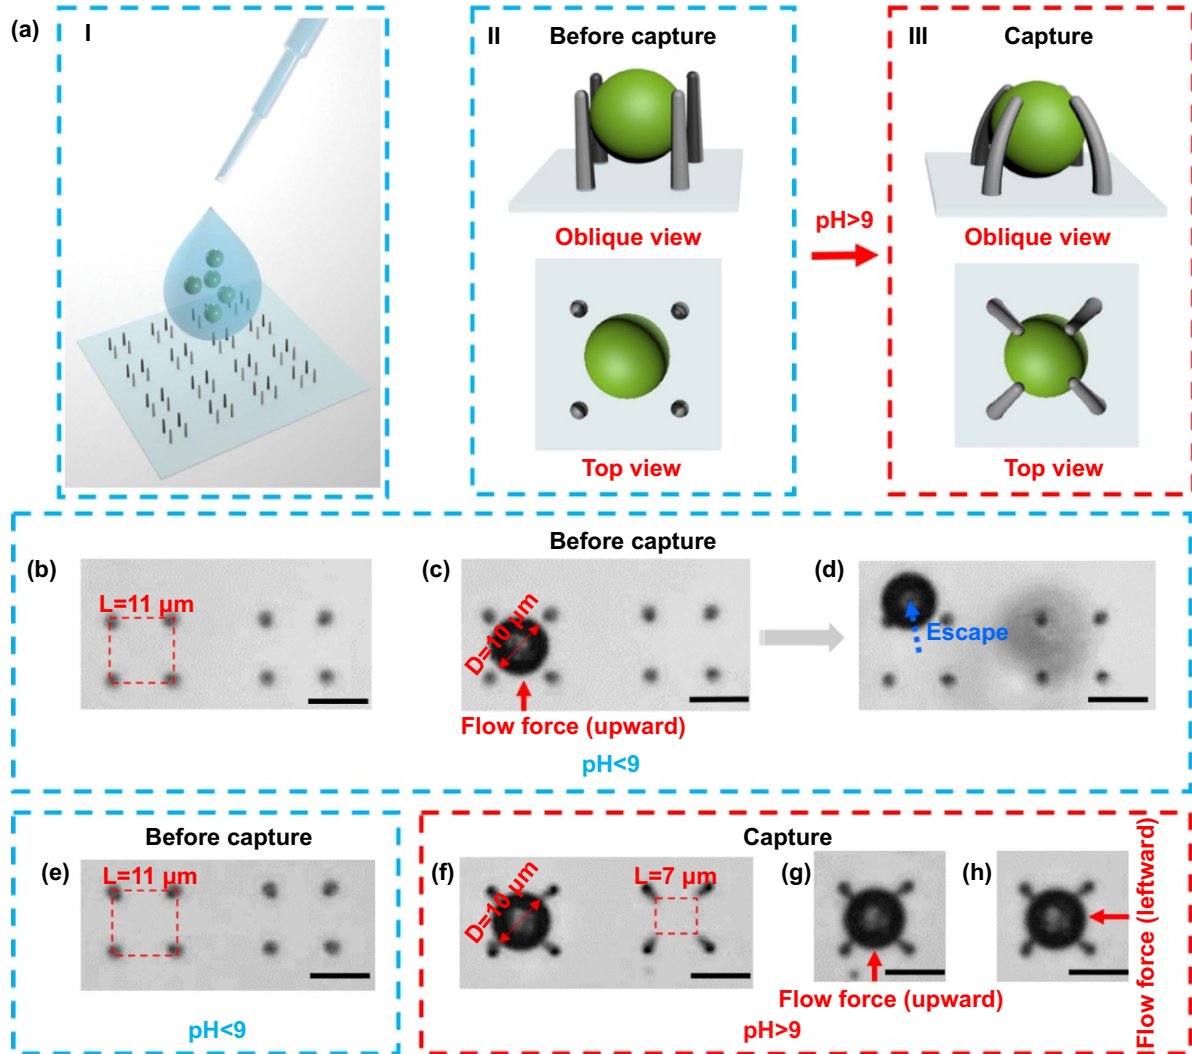 (a)
I
II
Before capture
III
Capture
Oblique view
pH>9
Oblique view
Top view
Top view
Before capture
(b)
L=11 µm
(c)
D=10 µm
(d)
Escape
Flow force (upward)
pH<9
Before capture
(e)
L=11 µm
pH<9
Capture
(f)
D=10 µm
L=7 µm
(g)
(h)
Flow force (upward)
Flow force (leftward)
pH>9